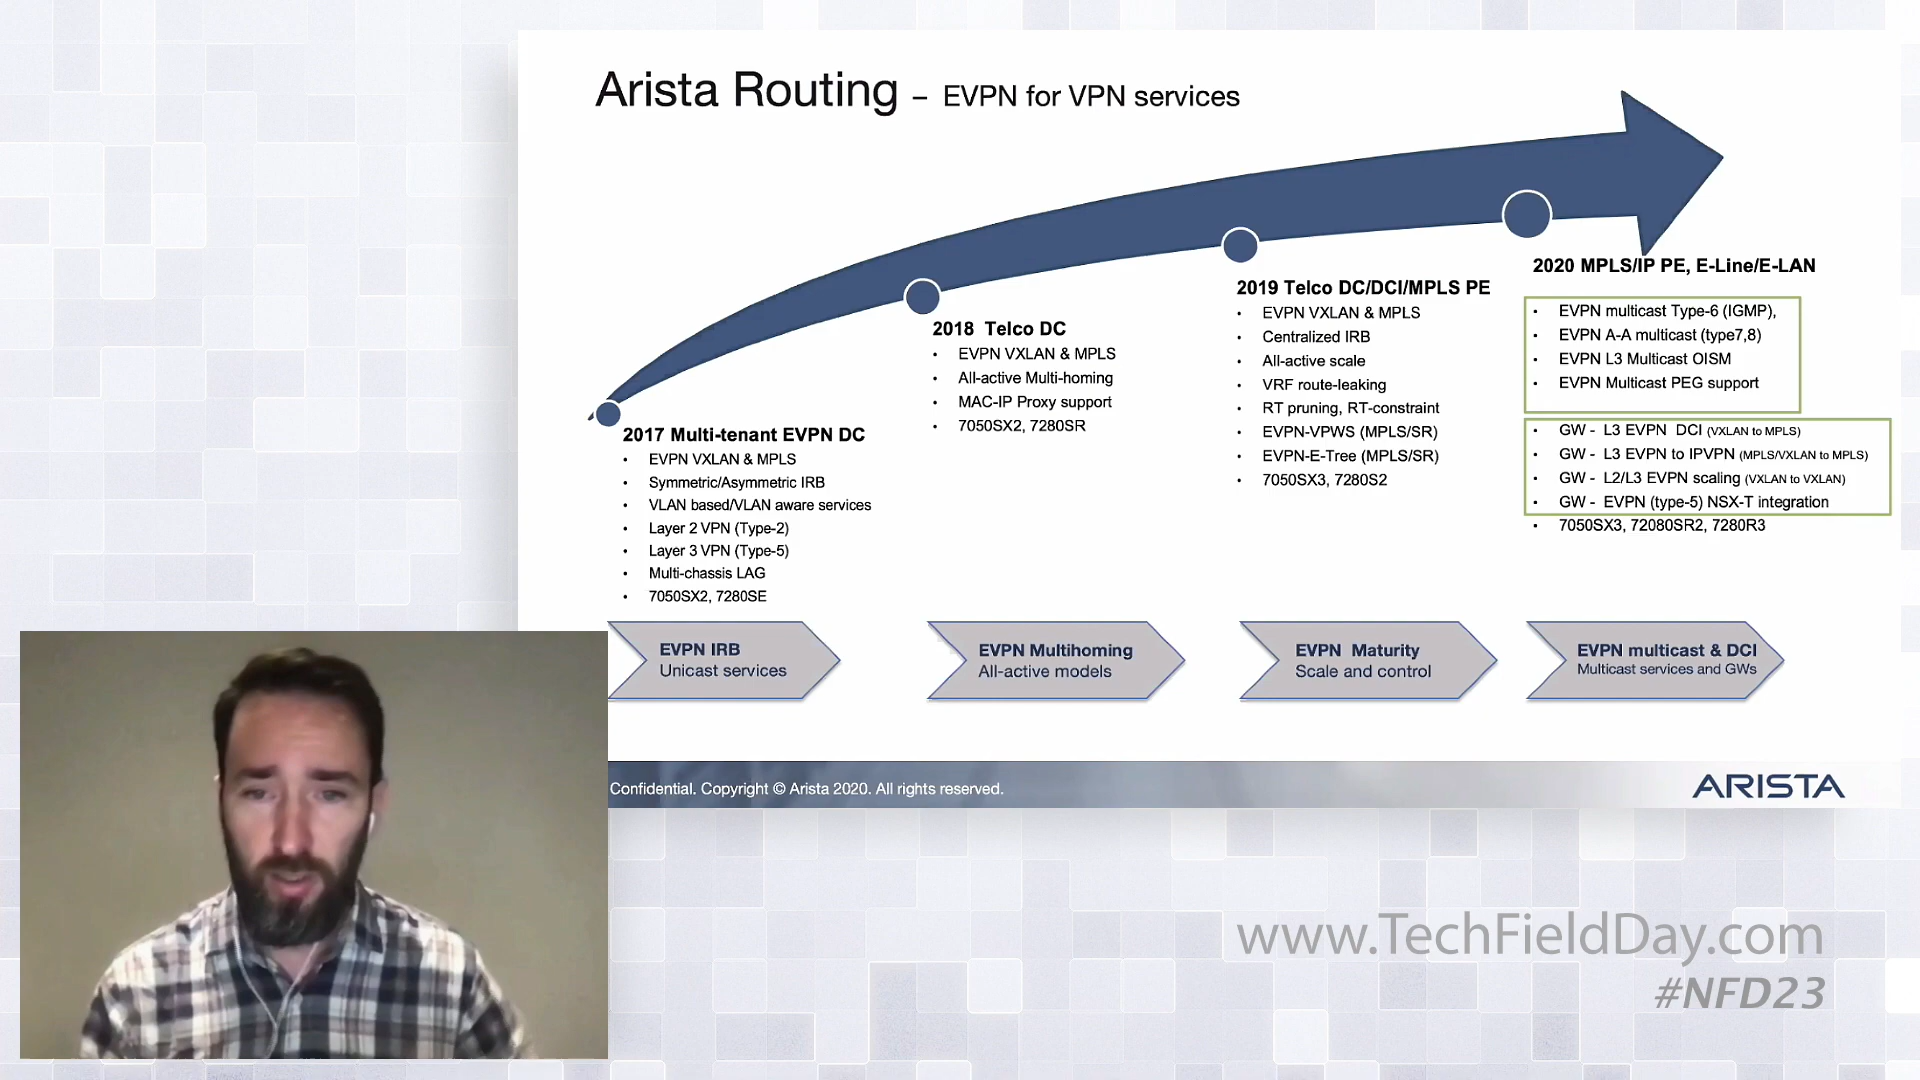 Arista Routing – EVPN for VPN services
2017 Multi-tenant EVPN DC
• EVPN VXLAN & MPLS
• Symmetric/Asymmetric IRB
• VLAN based/VLAN aware services
• Layer 2 VPN (Type-2)
• Layer 3 VPN (Type-5)
• Multi-chassis LAG
• 7050SX2, 7280SE
2018 Telco DC
• EVPN VXLAN & MPLS
• All-active Multi-homing
• MAC-IP Proxy support
• 7050SX2, 7280SR
2019 Telco DC/DCI/MPLS PE
• EVPN VXLAN & MPLS
• Centralized IRB
• All-active scale
• VRF route-leaking
• RT pruning, RT-constraint
• EVPN-VPWS (MPLS/SR)
• EVPN-E-Tree (MPLS/SR)
• 7050SX3, 7280S2
2020 MPLS/IP PE, E-Line/E-LAN
• EVPN multicast Type-6 (IGMP),
• EVPN A-A multicast (type7,8)
• EVPN L3 Multicast OISM
• EVPN Multicast PEG support
• GW - L3 EVPN DCI (VXLAN to MPLS)
• GW - L3 EVPN to IPVPN (MPLS/VXLAN to MPLS)
• GW - L2/L3 EVPN scaling (VXLAN to VXLAN)
• GW - EVPN (type-5) NSX-T integration
• 7050SX3, 72080SR2, 7280R3
EVPN IRB
Unicast services
EVPN Multihoming
All-active models
EVPN Maturity
Scale and control
EVPN multicast & DCI
Multicast services and GWs
Confidential. Copyright © Arista 2020. All rights reserved.
ARISTA
www.TechFieldDay.com
#NFD23